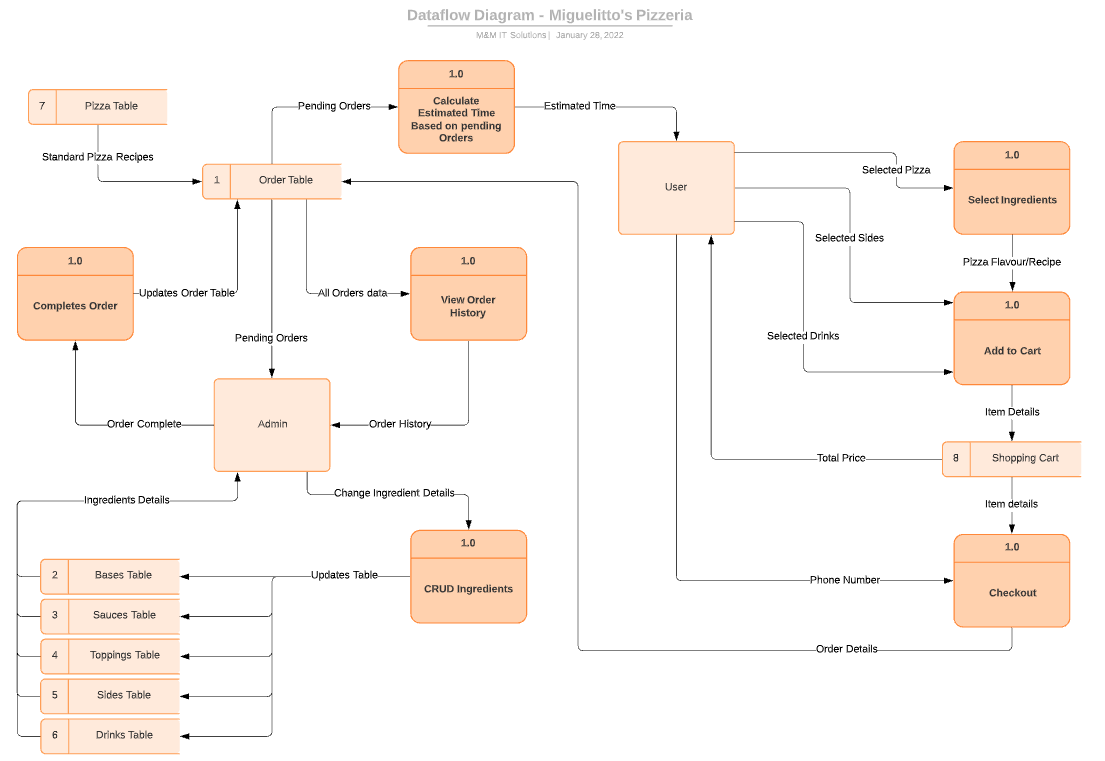 Dataflow Diagram - Miguelitto's Pizzeria
M&M IT Solutions | January 28, 2022
1.0
Calculate
Estimated Time
Based on pending
Orders
Pending Orders
Estimated Time
7 Pizza Table
Standard Pizza Recipes
1 Order Table
User
Selected Pizza
1.0
Select Ingredients
Selected Sides
Pizza Flavour/Recipe
1.0
Completes Order
Updates Order Table
All Orders data
1.0
View Order
History
Selected Drinks
1.0
Add to Cart
Pending Orders
Admin
Order Complete
Order History
Item Details
Total Price
8 Shopping Cart
Ingredients Details
Change Ingredient Details
Item details
1.0
CRUD Ingredients
Updates Table
Phone Number
1.0
Checkout
Order Details
2 Bases Table
3 Sauces Table
4 Toppings Table
5 Sides Table
6 Drinks Table